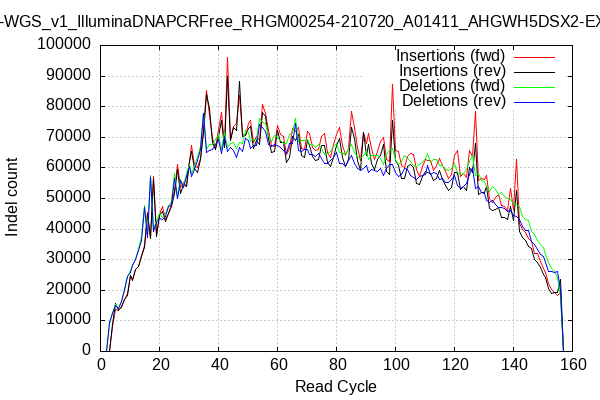 -WGS_v1_IlluminaDNAPCRFree_RHGM00254-210720_A01411_AHGWH5DSX2-EX
Insertions (fwd)
Insertions (rev)
Deletions (fwd)
Deletions (rev)
Indel count
100000
90000
80000
70000
60000
50000
40000
30000
20000
10000
0
0 20 40 60 80 100 120 140 160
Read Cycle